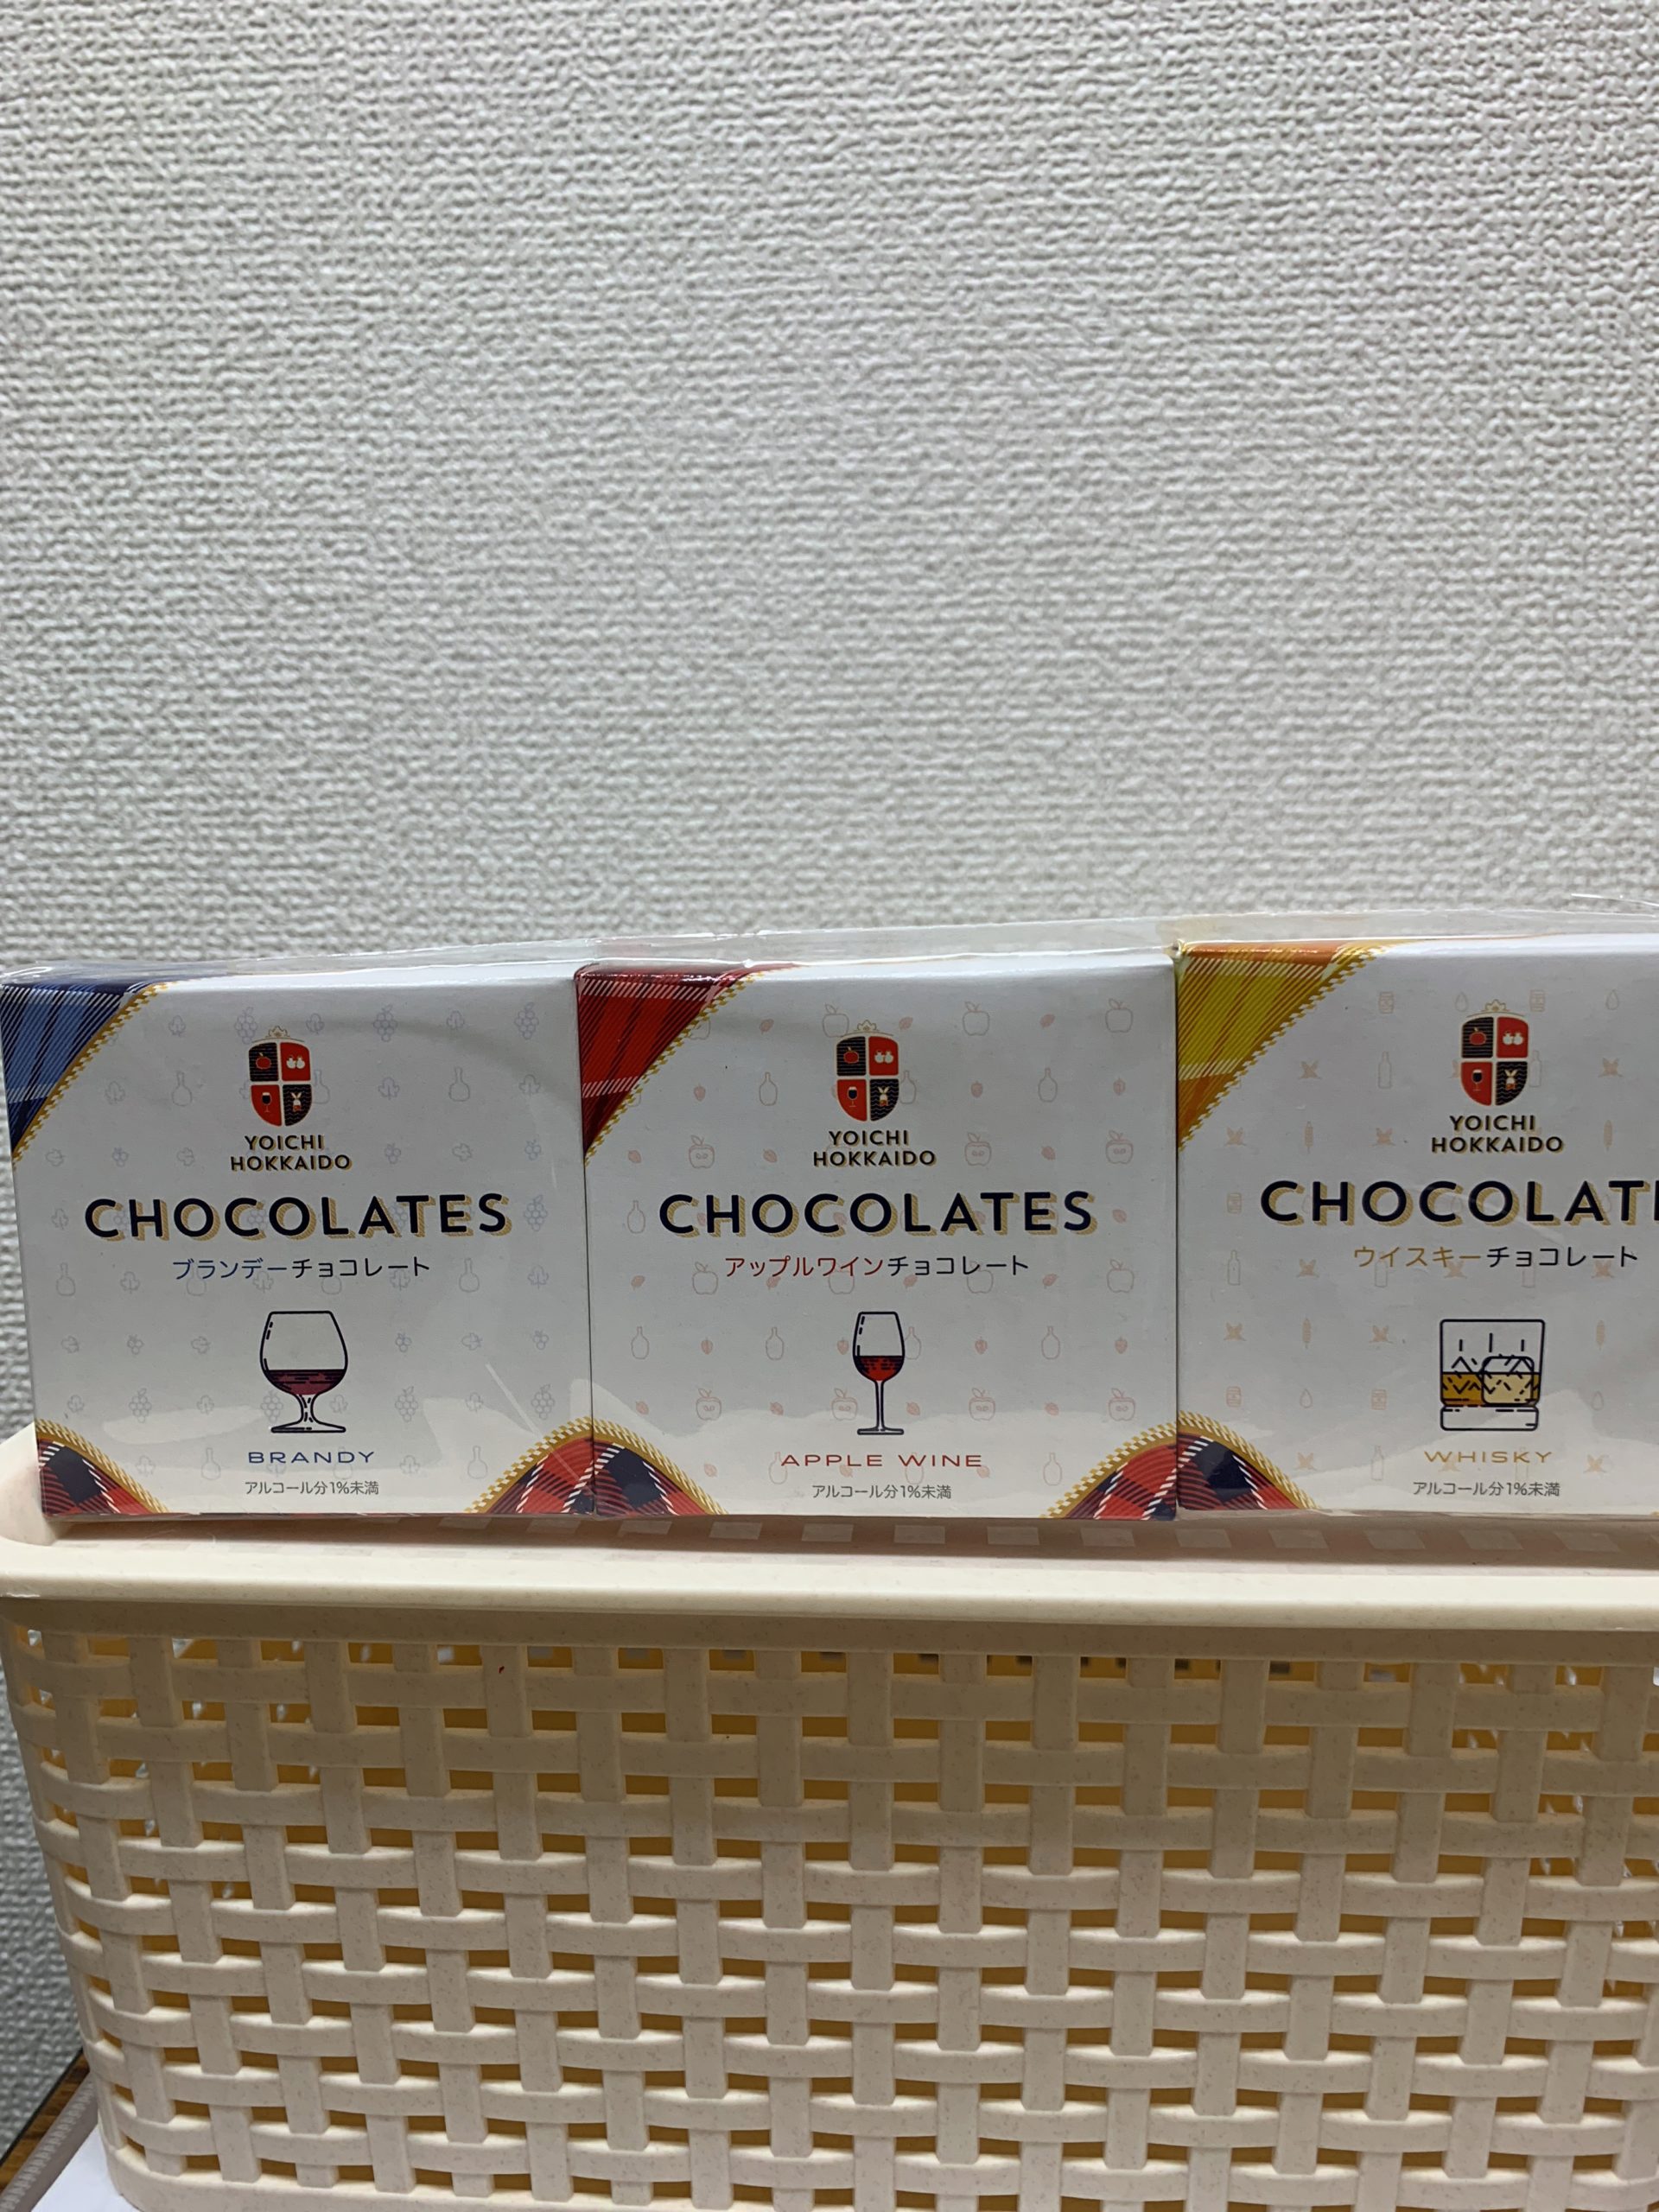 YOICHI
HOKKAIDO
CHOCOLATES
ブランデーチョコレート
BRANDY
アルコール分1%未満
YOICHI
HOKKAIDO
CHOCOLATES
アップルワインチョコレート
APPLE WINE
アルコール分1%未満
YOICHI
HOKKAIDO
CHOCOLAT
ウイスキーチョコレート
WHISKY
アルコール分1%未満